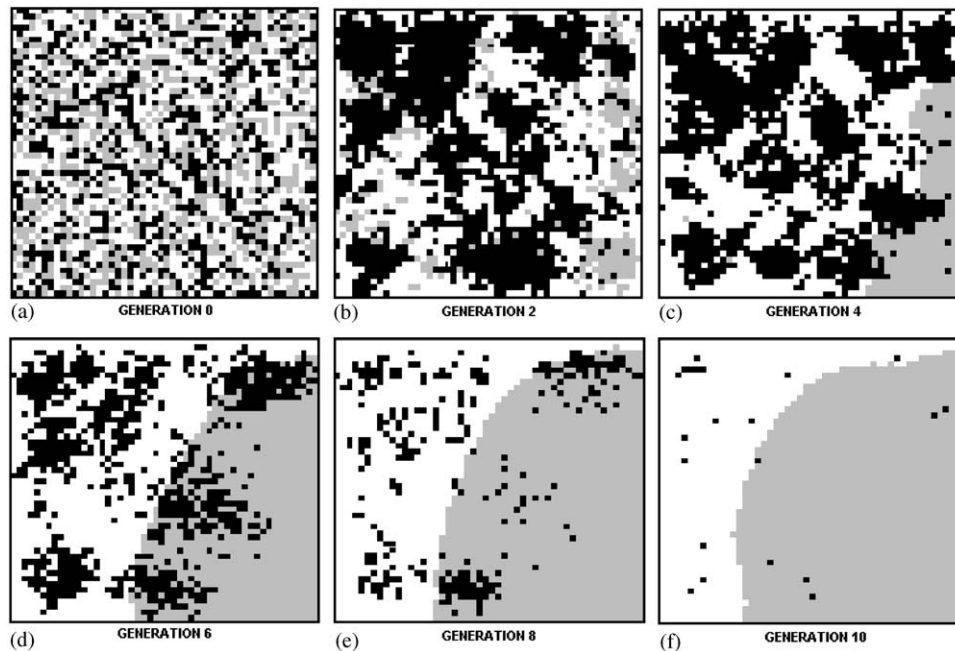 (a) GENERATION 0
(b) GENERATION 2
(c) GENERATION 4
(d) GENERATION 6
(e) GENERATION 8
(f) GENERATION 10